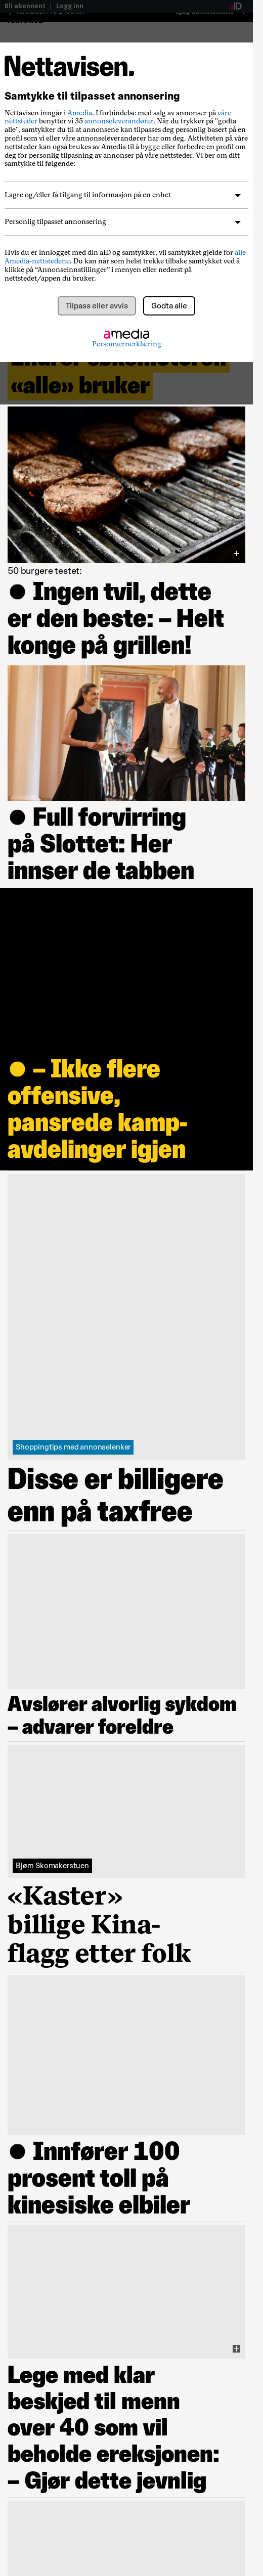 Bli abonnent | Logg inn
aID
Nettavisen.
Samtykke til tilpasset annonsering
Nettavisen inngår i Amedia. I forbindelse med salg av annonser på våre
nettsteder benytter vi 35 annonseleverandører. Når du trykker på "godta
alle", samtykker du til at annonsene kan tilpasses deg personlig basert på en
profil vi eller våre annonseleverandører har om deg. Aktiviteten på våre
nettsteder kan også brukes av Amedia til å bygge eller forbedre en profil om
deg for personlig tilpasning av annonser på våre nettsteder. Vi ber om ditt
samtykke til følgende:
Lagre og/eller få tilgang til informasjon på en enhet
Personlig tilpasset annonsering
Hvis du er innlogget med din aID og samtykker, vil samtykket gjelde for alle
Amedia-nettstedene. Du kan når som helst trekke tilbake samtykket ved å
klikke på “Annonseinnstillinger” i menyen eller nederst på
nettstedet/appen du bruker.
Tilpass eller avvis
Godta alle
amedia
Personvernerklæring
«alle» bruker
50 burgere testet:
● Ingen tvil, dette
er den beste: – Helt
konge på grillen!
● Full forvirring
på Slottet: Her
innser de tabben
● – Ikke flere
offensive,
pansrede kamp-
avdelinger igjen
Shoppingtips med annonselenker
Disse er billigere
enn på taxfree
Avslører alvorlig sykdom
– advarer foreldre
Bjørn Skomakerstuen
«Kaster»
billige Kina-
flagg etter folk
● Innfører 100
prosent toll på
kinesiske elbiler
Lege med klar
beskjed til menn
over 40 som vil
beholde ereksjonen:
– Gjør dette jevnlig